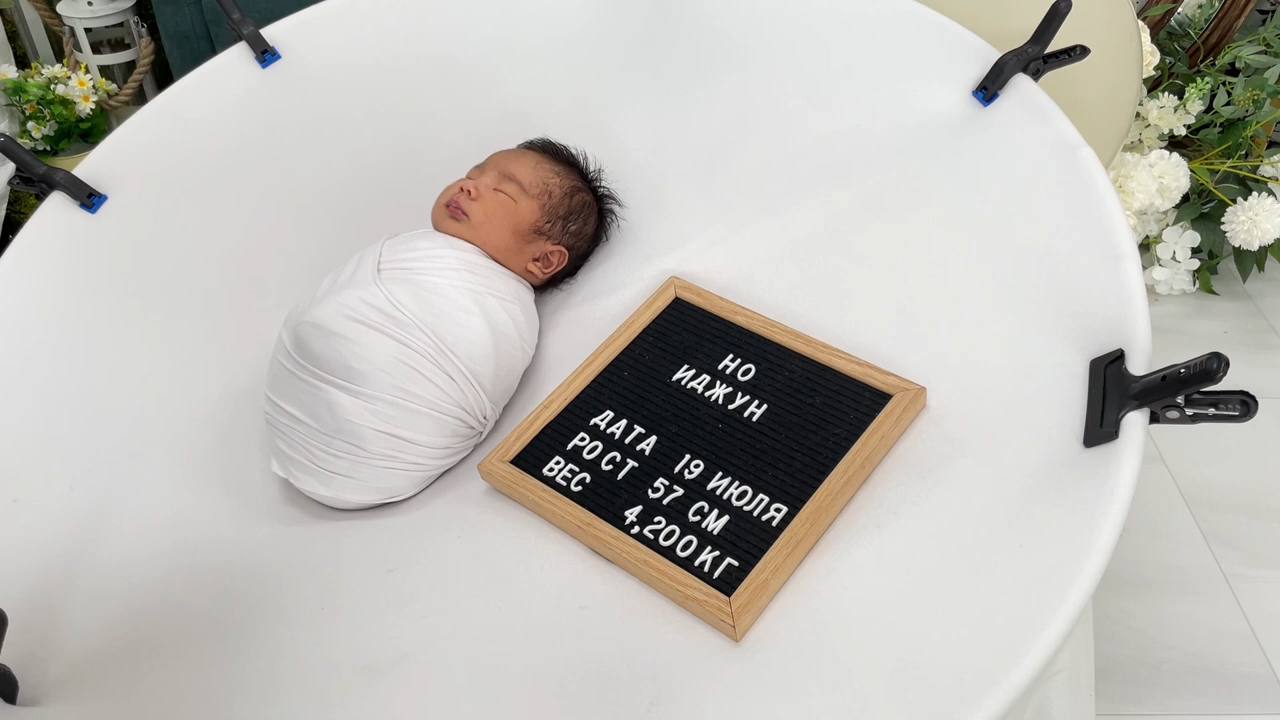 НО
ИДЖУН
ДАТА 19 ИЮЛЯ
РОСТ 57 СМ
ВЕС 4,200КГ